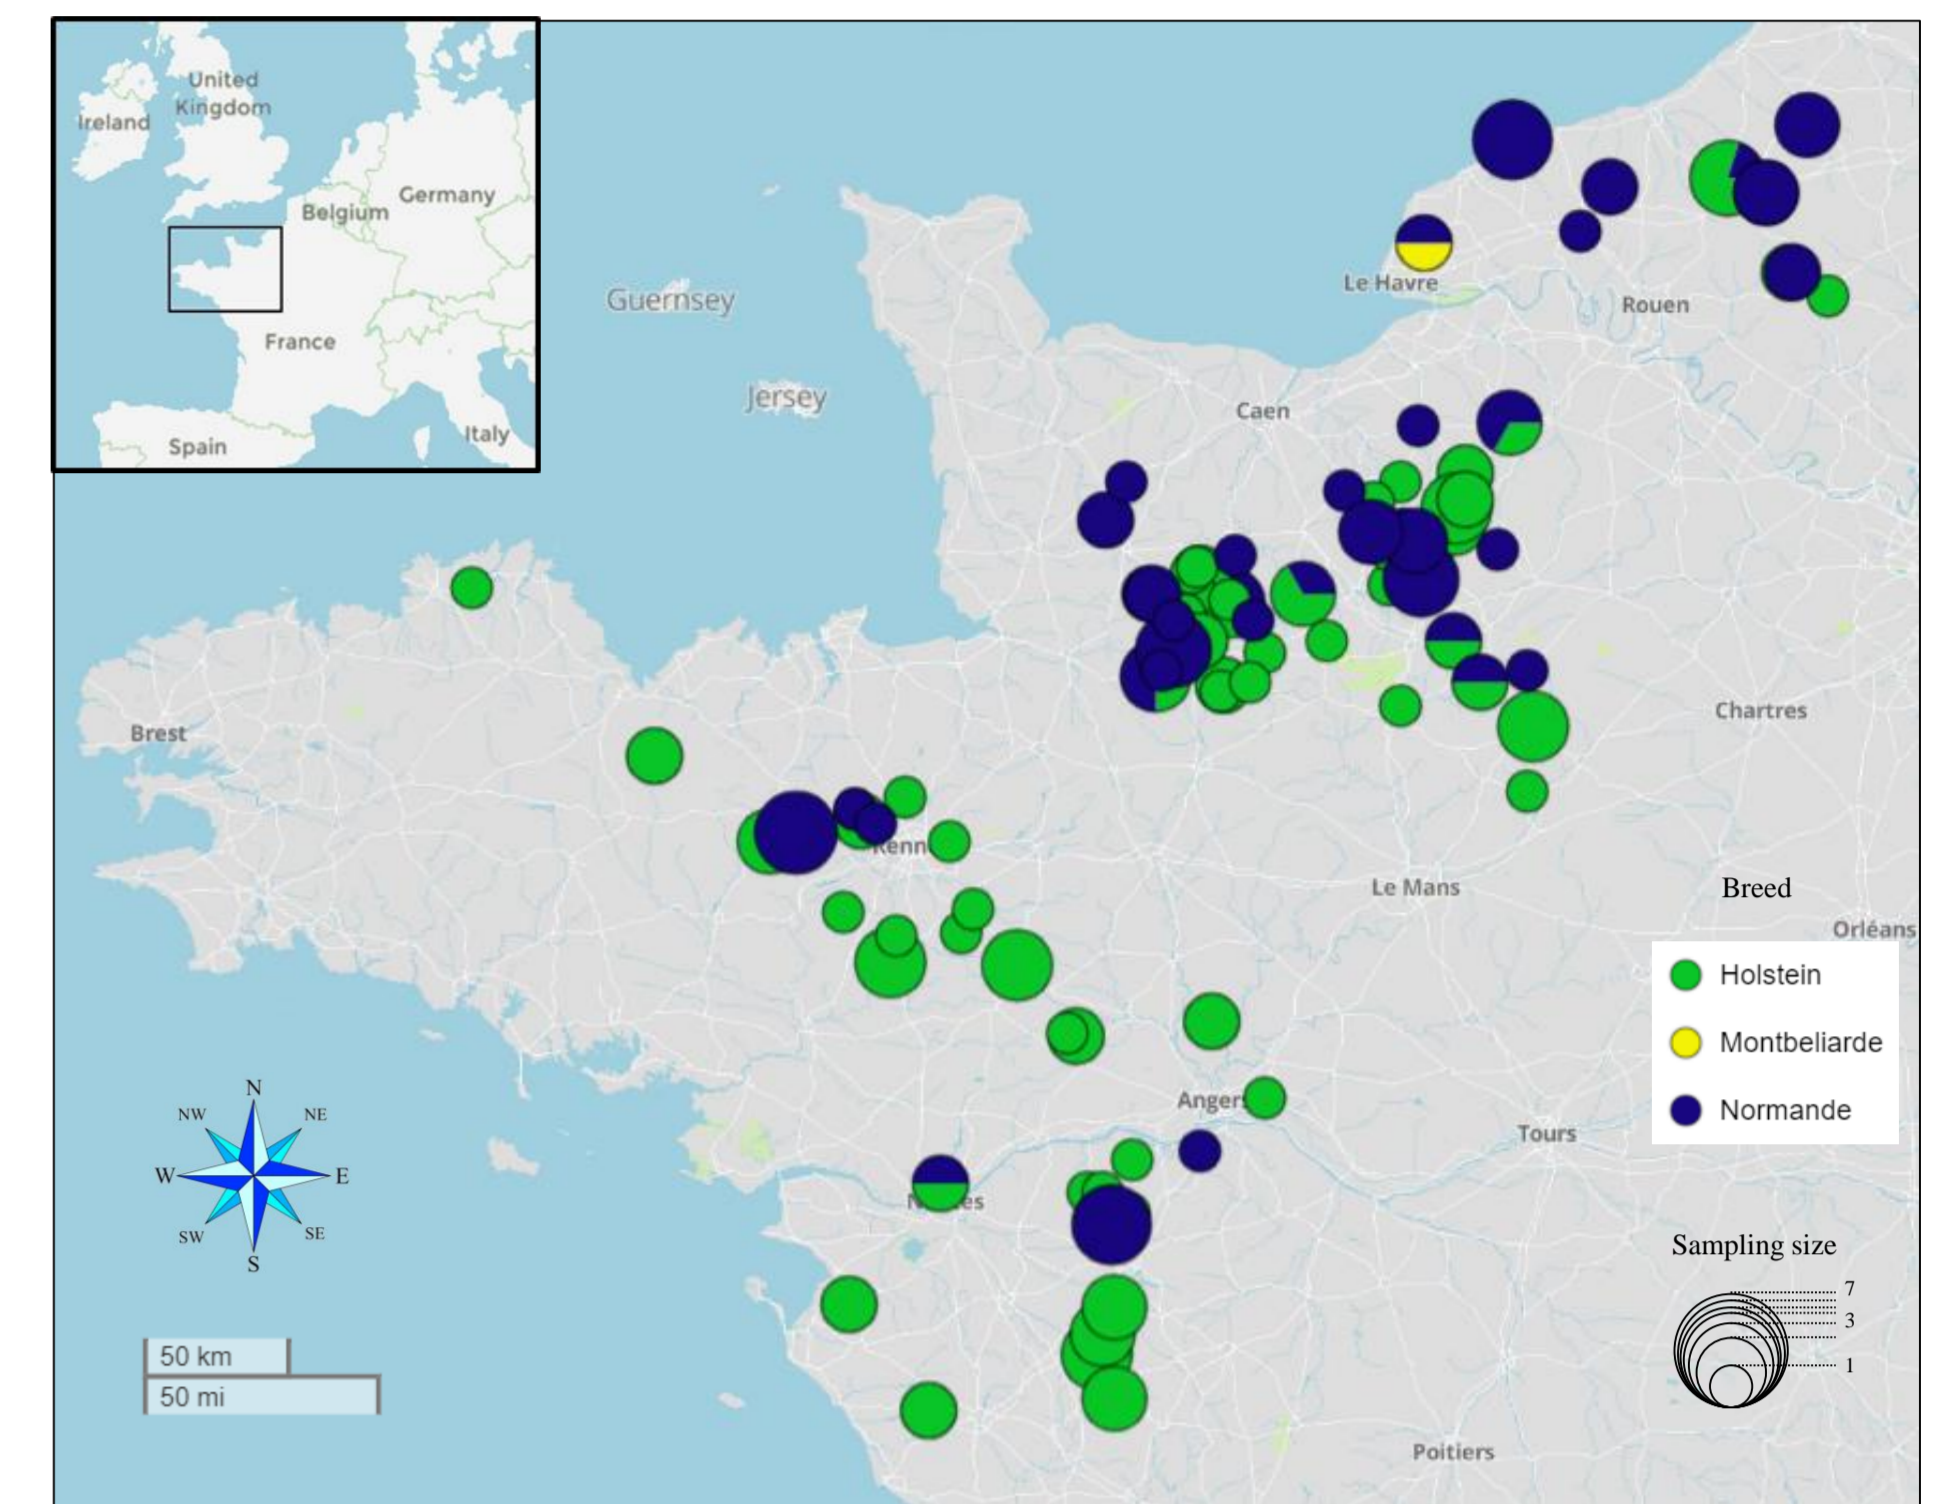 United
Kingdom
Ireland
Germany
Belgium
France
Italy
Spain
Guernsey
Jersey
Le Havre
Rouen
Caen
Brest
Chartres
Kenn
Le Mans
Breed
Orléans
Holstein
Montbeliarde
Normande
N
NW
NE
W
E
SW
SE
S
Angers
Tours
Sampling size
7
3
1
50 km
50 mi
Poitiers